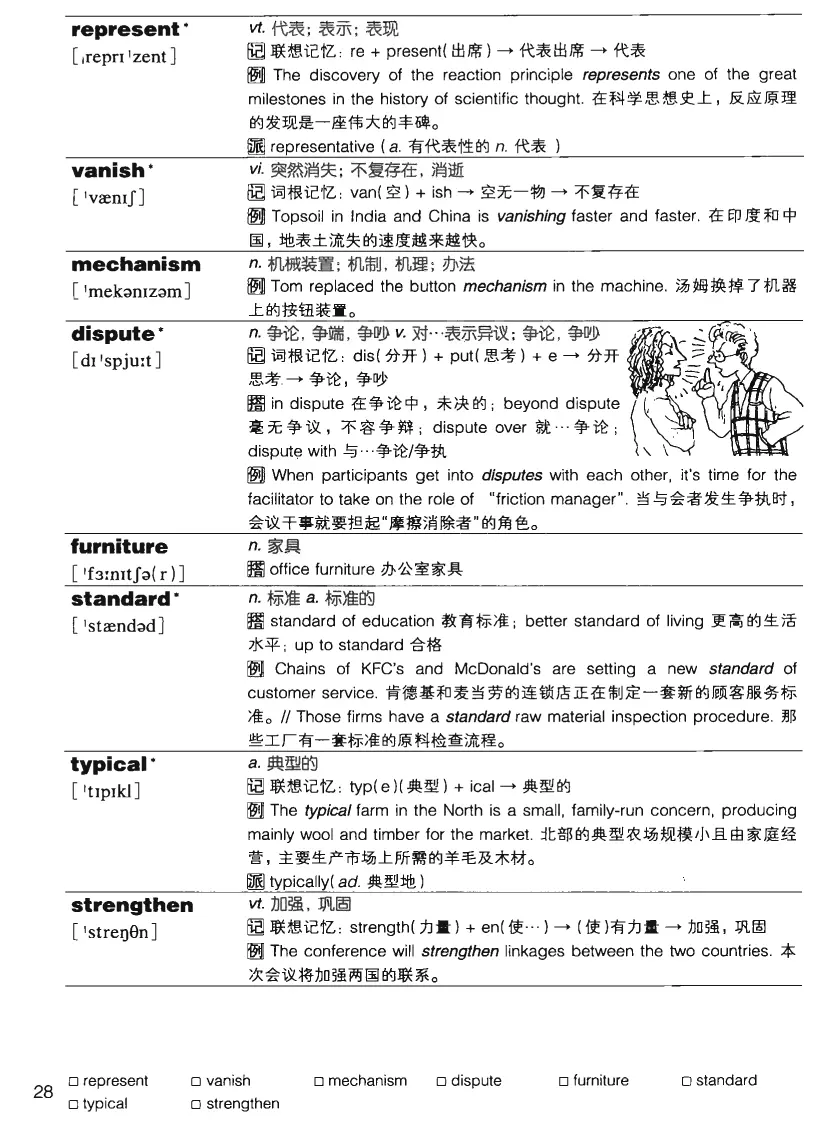 represent* vt. 代表；表示；表现
[ˌreprɪˈzent] 记 联想记忆：re + present(出席) → 代表出席 → 代表
例 The discovery of the reaction principle represents one of the great
milestones in the history of scientific thought. 在科学思想史上，反应原理
的发现是一座伟大的丰碑。
派 representative (a. 有代表性的 n. 代表 )
vanish* vi. 突然消失；不复存在，消逝
[ˈvænɪʃ] 记 词根记忆：van(空) + ish → 空无一物 → 不复存在
例 Topsoil in India and China is vanishing faster and faster. 在印度和中
国，地表土流失的速度越来越快。
mechanism n. 机械装置；机制，机理；办法
[ˈmekənɪzəm] 例 Tom replaced the button mechanism in the machine. 汤姆换掉了机器
上的按钮装置。
dispute* n. 争论，争端，争吵 v. 对…表示异议；争论，争吵
[dɪˈspjuːt] 记 词根记忆：dis(分开) + put(思考) + e → 分开
思考 → 争论，争吵
搭 in dispute 在争论中，未决的；beyond dispute
毫无争议，不容争辩；dispute over 就…争论；
dispute with 与…争论/争执
例 When participants get into disputes with each other, it's time for the
facilitator to take on the role of "friction manager". 当与会者发生争执时，
会议干事就要担起"摩擦消除者"的角色。
furniture n. 家具
[ˈfɜːnɪtʃə(r)] 搭 office furniture 办公室家具
standard* n. 标准 a. 标准的
[ˈstændəd] 搭 standard of education 教育标准；better standard of living 更高的生活
水平；up to standard 合格
例 Chains of KFC's and McDonald's are setting a new standard of
customer service. 肯德基和麦当劳的连锁店正在制定一套新的顾客服务标
准。// Those firms have a standard raw material inspection procedure. 那
些工厂有一套标准的原料检查流程。
typical* a. 典型的
[ˈtɪpɪkl] 记 联想记忆：typ(e)(典型) + ical → 典型的
例 The typical farm in the North is a small, family-run concern, producing
mainly wool and timber for the market. 北部的典型农场规模小且由家庭经
营，主要生产市场上所需的羊毛及木材。
派 typically(ad. 典型地)
strengthen vt. 加强，巩固
[ˈstreŋθn] 记 联想记忆：strength(力量) + en(使…) → (使)有力量 → 加强，巩固
例 The conference will strengthen linkages between the two countries. 本
次会议将加强两国的联系。
28 □ represent □ vanish □ mechanism □ dispute □ furniture □ standard
□ typical □ strengthen